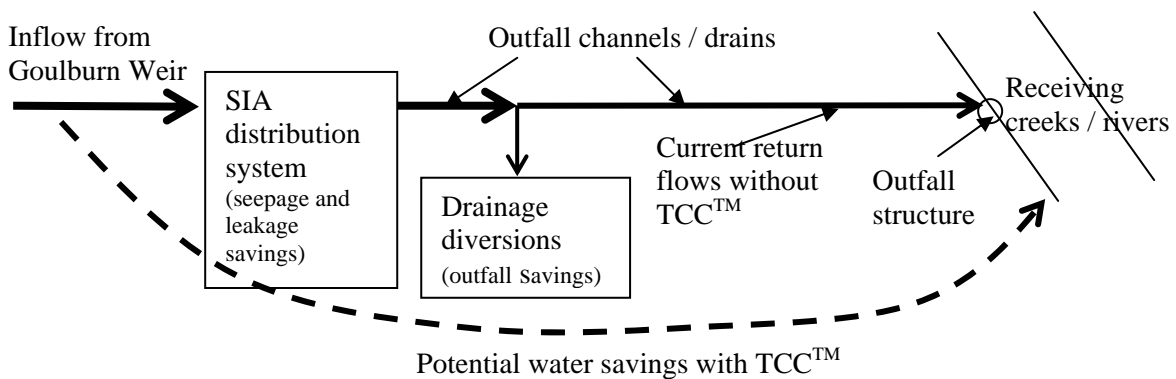 Inflow from
Goulburn Weir
SIA
distribution
system
(seepage and
leakage
savings)
Outfall channels / drains
Drainage
diversions
(outfall savings)
Current return
flows without
TCC™
Outfall
structure
Receiving
creeks / rivers
Potential water savings with TCC™